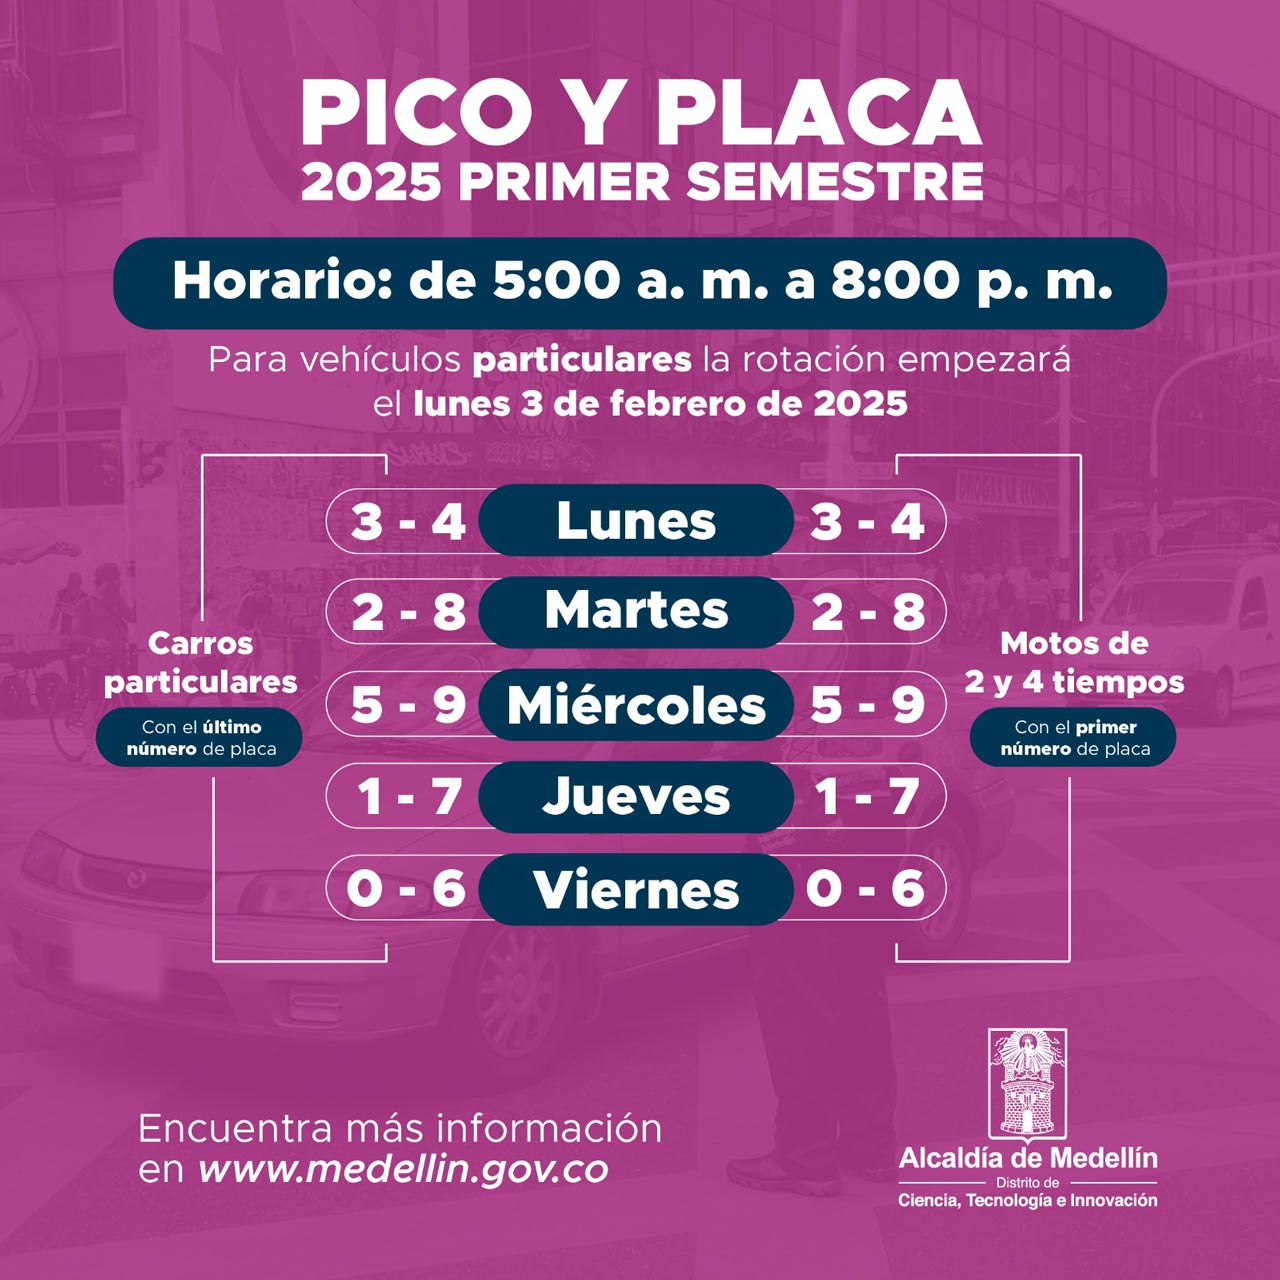 PICO Y PLACA
2025 PRIMER SEMESTRE
Horario: de 5:00 a. m. a 8:00 p. m.
Para vehículos particulares la rotación empezará
el lunes 3 de febrero de 2025
3 - 4 Lunes 3 - 4
2 - 8 Martes 2 - 8
5 - 9 Miércoles 5 - 9
1 - 7 Jueves 1 - 7
0 - 6 Viernes 0 - 6
Carros
particulares
Con el último
número de placa
Motos de
2 y 4 tiempos
Con el primer
número de placa
Encuentra más información
en www.medellin.gov.co
Alcaldía de Medellín
Distrito de
Ciencia, Tecnología e Innovación